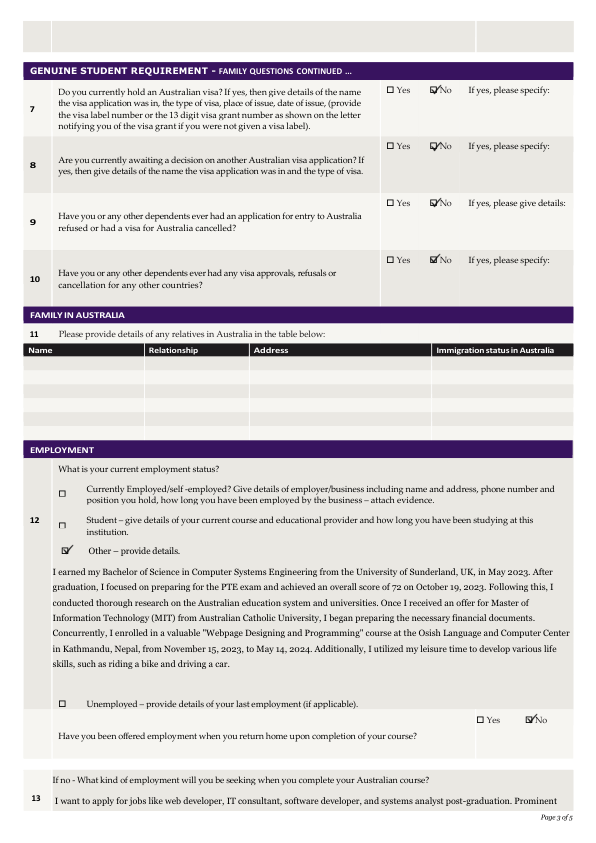 GENUINE STUDENT REQUIREMENT – FAMILY QUESTIONS CONTINUED …
7
Do you currently hold an Australian visa? If yes, then give details of the name
the visa application was in, the type of visa, place of issue, date of issue, (provide
the visa label number or the 13 digit visa grant number as shown on the letter
notifying you of the visa grant if you were not given a visa label).
☐ Yes ☑ No If yes, please specify:
8
Are you currently awaiting a decision on another Australian visa application? If
yes, then give details of the name the visa application was in and the type of visa.
☐ Yes ☑ No If yes, please specify:
9
Have you or any other dependents ever had an application for entry to Australia
refused or had a visa for Australia cancelled?
☐ Yes ☑ No If yes, please give details:
10
Have you or any other dependents ever had any visa approvals, refusals or
cancellation for any other countries?
☐ Yes ☑ No If yes, please specify:
FAMILY IN AUSTRALIA
11 Please provide details of any relatives in Australia in the table below:
Name Relationship Address Immigration status in Australia
EMPLOYMENT
12
What is your current employment status?
☐ Currently Employed/self -employed? Give details of employer/business including name and address, phone number and
position you hold, how long you have been employed by the business – attach evidence.
☐ Student – give details of your current course and educational provider and how long you have been studying at this
institution.
☑ Other – provide details.
I earned my Bachelor of Science in Computer Systems Engineering from the University of Sunderland, UK, in May 2023. After
graduation, I focused on preparing for the PTE exam and achieved an overall score of 72 on October 19, 2023. Following this, I
conducted thorough research on the Australian education system and universities. Once I received an offer for Master of
Information Technology (MIT) from Australian Catholic University, I began preparing the necessary financial documents.
Concurrently, I enrolled in a valuable "Webpage Designing and Programming" course at the Osish Language and Computer Center
in Kathmandu, Nepal, from November 15, 2023, to May 14, 2024. Additionally, I utilized my leisure time to develop various life
skills, such as riding a bike and driving a car.
☐ Unemployed – provide details of your last employment (if applicable).
Have you been offered employment when you return home upon completion of your course?
☐ Yes ☑ No
13
If no - What kind of employment will you be seeking when you complete your Australian course?
I want to apply for jobs like web developer, IT consultant, software developer, and systems analyst post-graduation. Prominent
Page 3 of 5